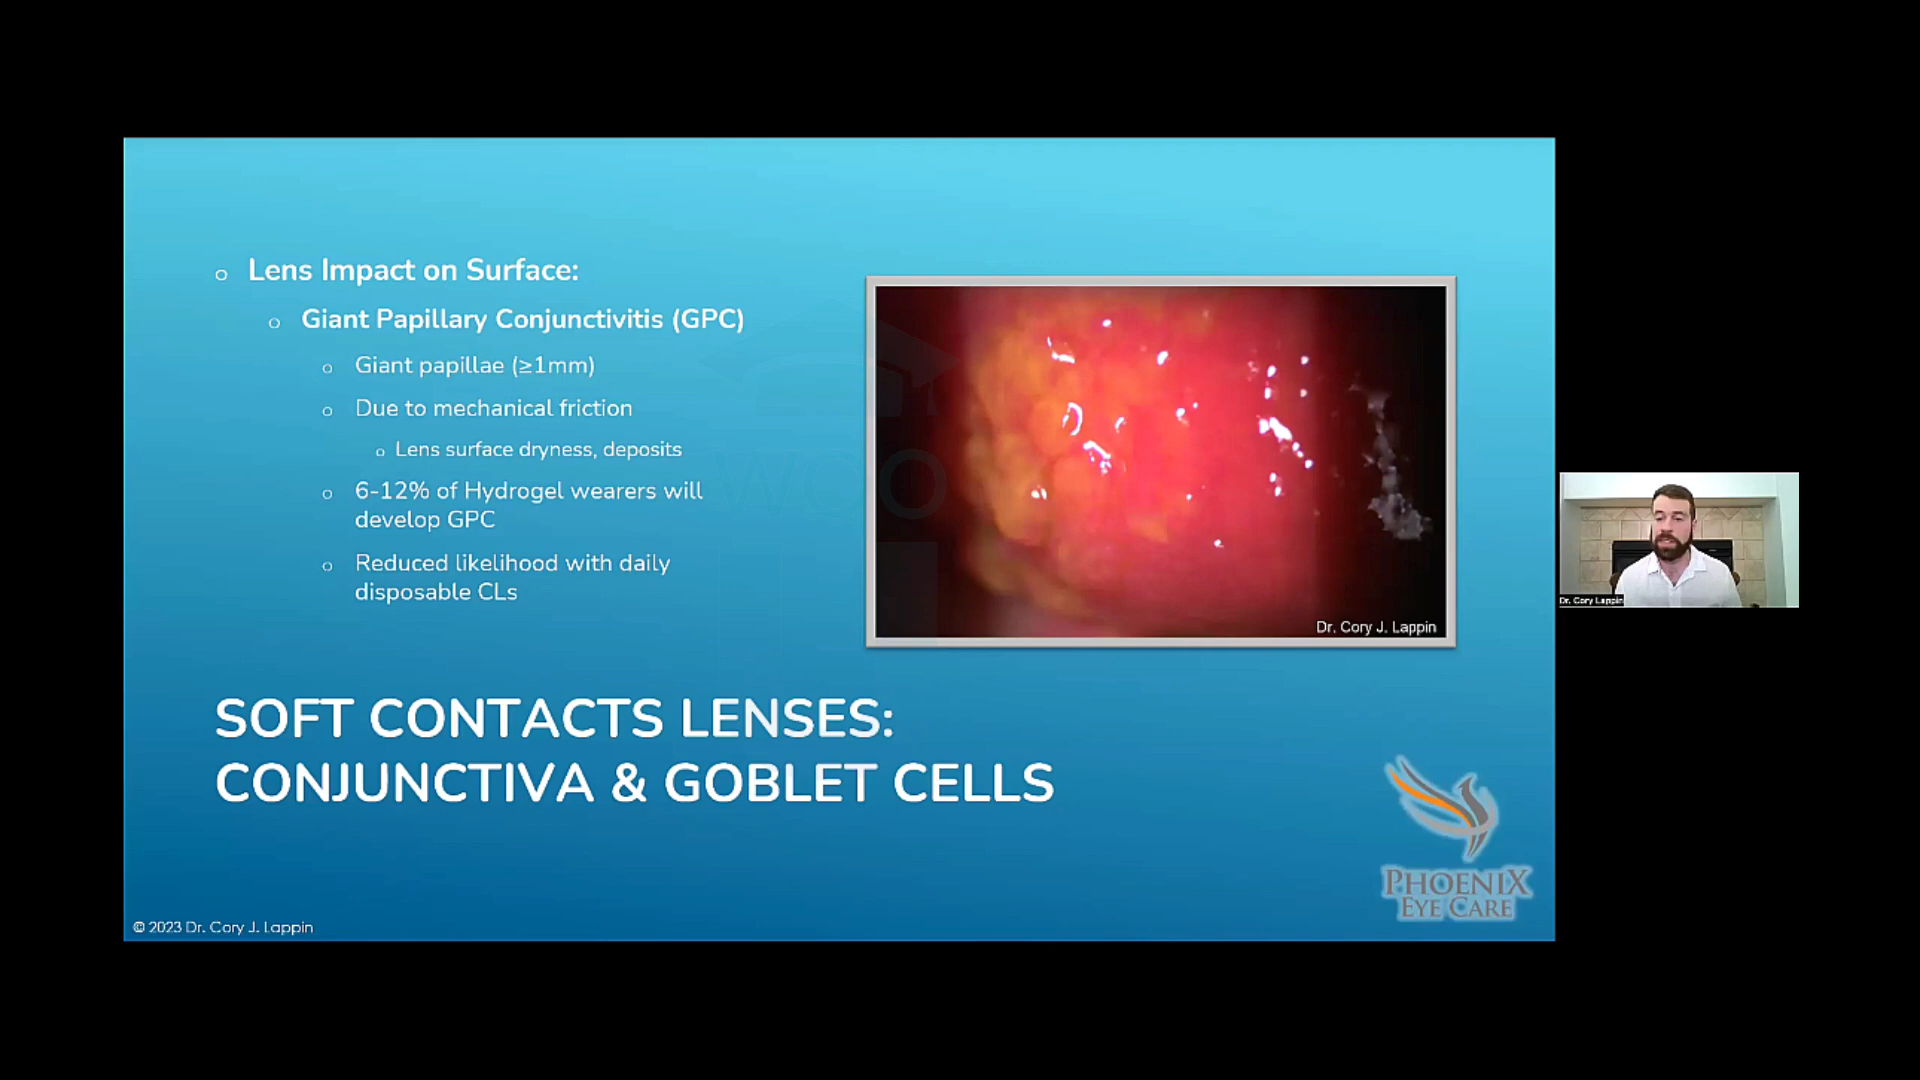 Lens Impact on Surface:
Giant Papillary Conjunctivitis (GPC)
Giant papillae (≥1mm)
Due to mechanical friction
Lens surface dryness, deposits
6-12% of Hydrogel wearers will
develop GPC
Reduced likelihood with daily
disposable CLs
Dr. Cory J. Lappin
SOFT CONTACTS LENSES:
CONJUNCTIVA & GOBLET CELLS
PHOENIX
EYE CARE
© 2023 Dr. Cory J. Lappin
Dr. Cory Lappin